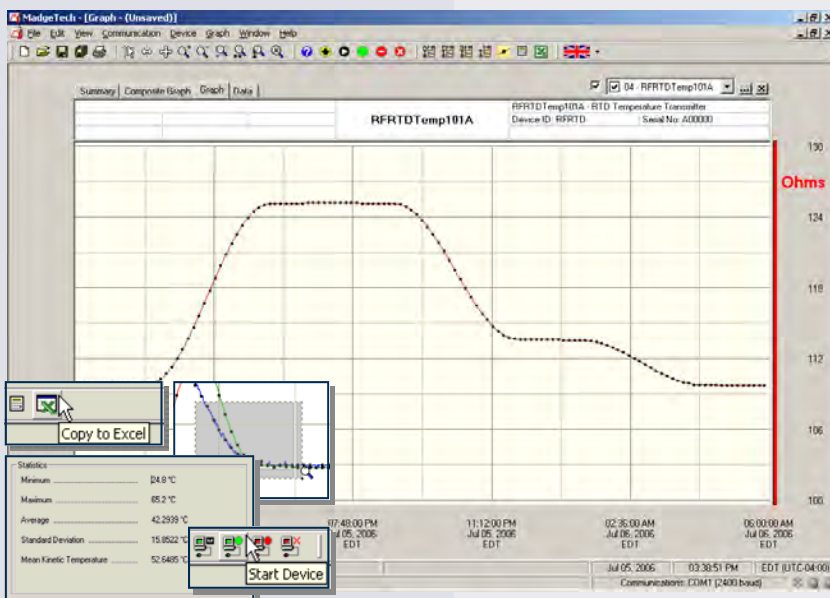 MadgeTech - [Graph - (Unsaved)]
File Edit View Communication Device Graph Window Help
Summary Composite Graph Graph Data
04 - RFRTDTemp101A
RFRTDTemp101A
RFRTDTemp101A - RTD Temperature Transmitter
Device ID: RFRTD Serial No: A00000
130
Ohms
124
118
112
106
100
Copy to Excel
Statistics
Minimum 24.8 °C
Maximum 65.2 °C
Average 42.2939 °C
Standard Deviation 15.8522 °C
Mean Kinetic Temperature 52.6485 °C
Start Device
07:48:00 PM 11:12:00 PM 02:36:00 AM 06:00:00 AM
Jul 05, 2006 Jul 05, 2006 Jul 06, 2006 Jul 06, 2006
EDT EDT EDT EDT
Jul 05, 2006 03:38:51 PM EDT (UTC-04:00)
Communications: COM1 (2400 baud)